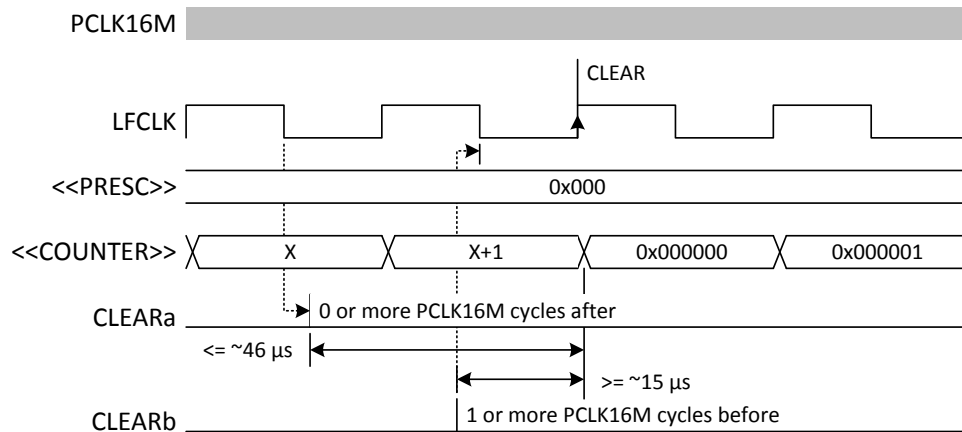 PCLK16M
CLEAR
LFCLK
<<PRESC>> 0x000
<<COUNTER>> X X+1 0x000000 0x000001
0 or more PCLK16M cycles after
CLEARa
<= ~46 µs
>= ~15 µs
1 or more PCLK16M cycles before
CLEARb